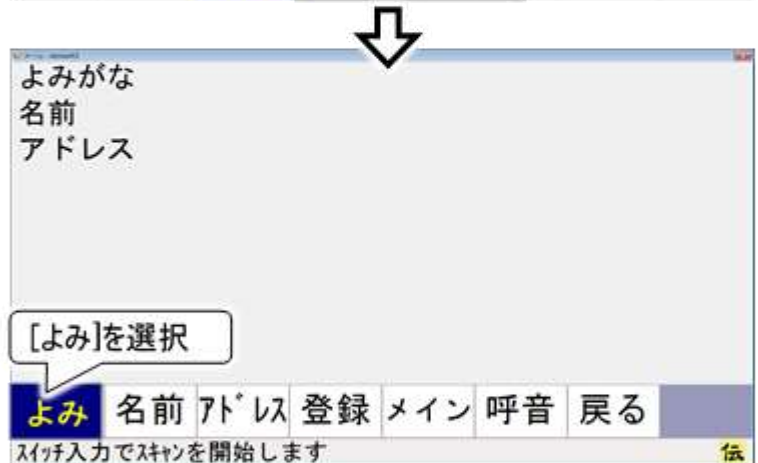 よみがな
名前
アドレス
[よみ]を選択
よみ 名前 ｱﾄﾞﾚｽ 登録 メイン 呼音 戻る
ｽｲｯﾁ入力でｽｷｬﾝを開始します 伝